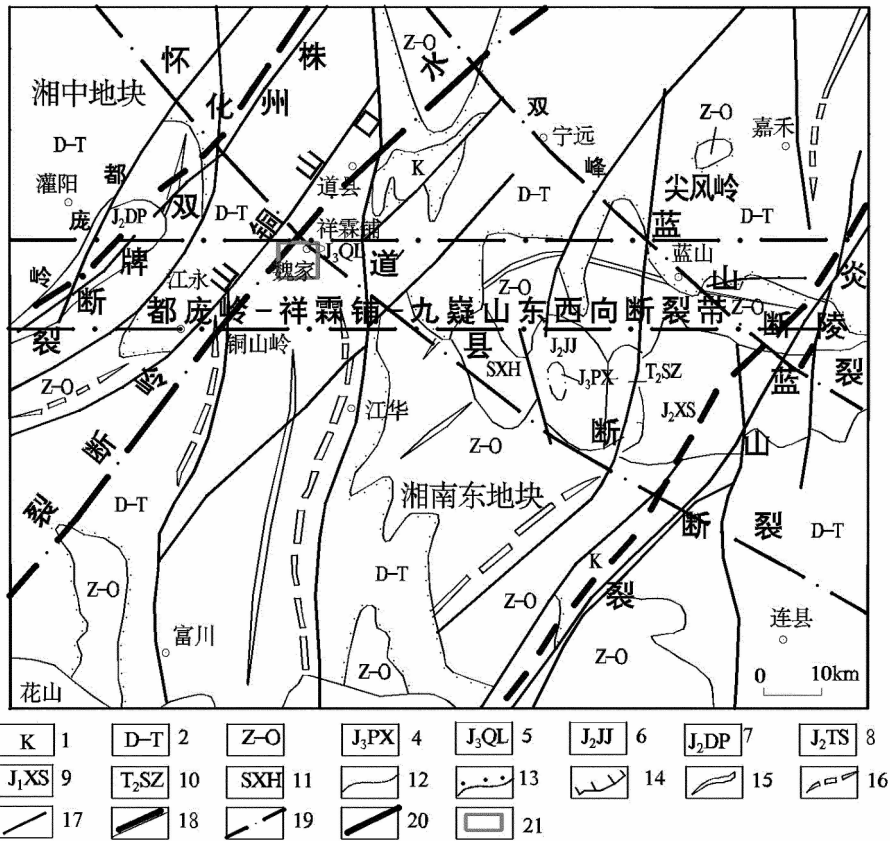 怀化双牌断裂
株州双
水口山铜山岭断裂
双峰
道县断裂
蓝山断裂
炎陵蓝山断裂
都庞岭-祥霖铺-九嶷山东西向断裂带
都庞岭
湘中地块
湘南东地块
尖风岭
灌阳
道县
祥霖铺
魏家
江永
铜山岭
江华
宁远
嘉禾
蓝山
富川
花山
连县
Z-O
Z-O
Z-O
Z-O
Z-O
Z-O
Z-O
Z-O
Z-O
Z-O
Z-O
D-T
D-T
D-T
D-T
D-T
D-T
D-T
K
K
J₂DP
J₃QL
J₂JJ
J₃PX
T₂SZ
J₂XS
SXH
0 10km
K 1 D-T 2 Z-O 3 J₃PX 4 J₃QL 5 J₂JJ 6 J₂DP 7 J₂TS 8
J₁XS 9 T₂SZ 10 SXH 11 12 13 14 15 16
17 18 19 20 21